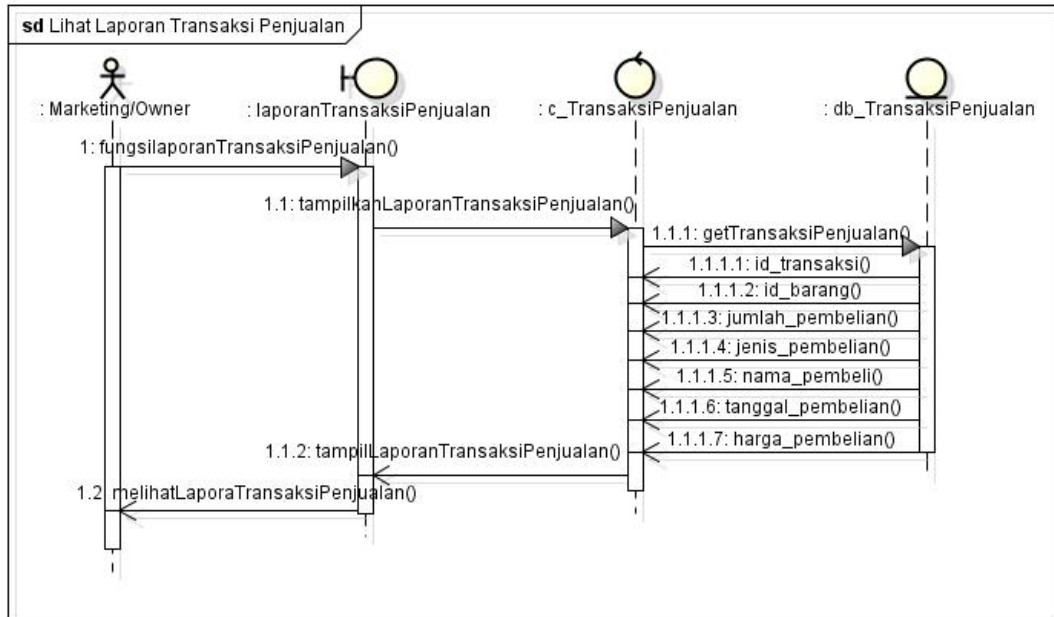 sd Lihat Laporan Transaksi Penjualan
: Marketing/Owner
: laporanTransaksiPenjualan
: c_TransaksiPenjualan
: db_TransaksiPenjualan
1: fungsilaporanTransaksiPenjualan()
1.1: tampilkanLaporanTransaksiPenjualan()
1.1.1: getTransaksiPenjualan()
1.1.1.1: id_transaksi()
1.1.1.2: id_barang()
1.1.1.3: jumlah_pembelian()
1.1.1.4: jenis_pembelian()
1.1.1.5: nama_pembeli()
1.1.1.6: tanggal_pembelian()
1.1.1.7: harga_pembelian()
1.1.2: tampilLaporanTransaksiPenjualan()
1.2: melihatLaporaTransaksiPenjualan()